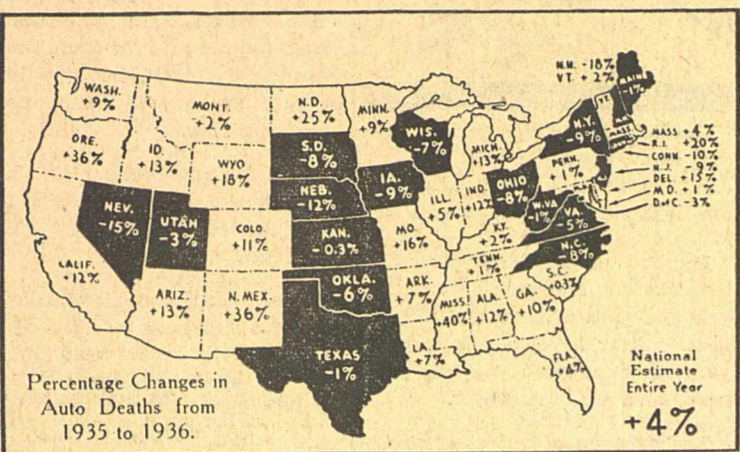 WASH.
+9%
ORE.
+36%
CALIF.
+12%
NEV.
-15%
ID.
+13%
MONT.
+2%
WYO
+18%
UTAH
-3%
COLO.
+11%
ARIZ.
+13%
N. MEX.
+36%
N.D.
+25%
S.D.
-8%
NEB.
-12%
KAN.
-0.3%
OKLA.
-6%
TEXAS
-1%
MINN.
+9%
IA.
-9%
MO.
+16%
ARK.
+7%
LA.
+7%
WIS.
-7%
ILL.
+5%
MICH.
+13%
IND.
+12%
OHIO
-8%
KY.
+2%
TENN.
+1%
MISS.
+40%
ALA.
+12%
GA.
+10%
FLA.
+4%
S.C.
+0.3%
N.C.
-8%
VA.
-5%
W.VA
-1%
PENN.
+1%
N.Y.
-9%
VT.
MASS.
MAINE
-1%
N.H. -18%
VT. +2%
MASS. +4%
R.I. +20%
CONN. -10%
N.J. -9%
DEL. +15%
M D. +1%
D of C. -3%
Percentage Changes in
Auto Deaths from
1935 to 1936.
National
Estimate
Entire Year
+4%